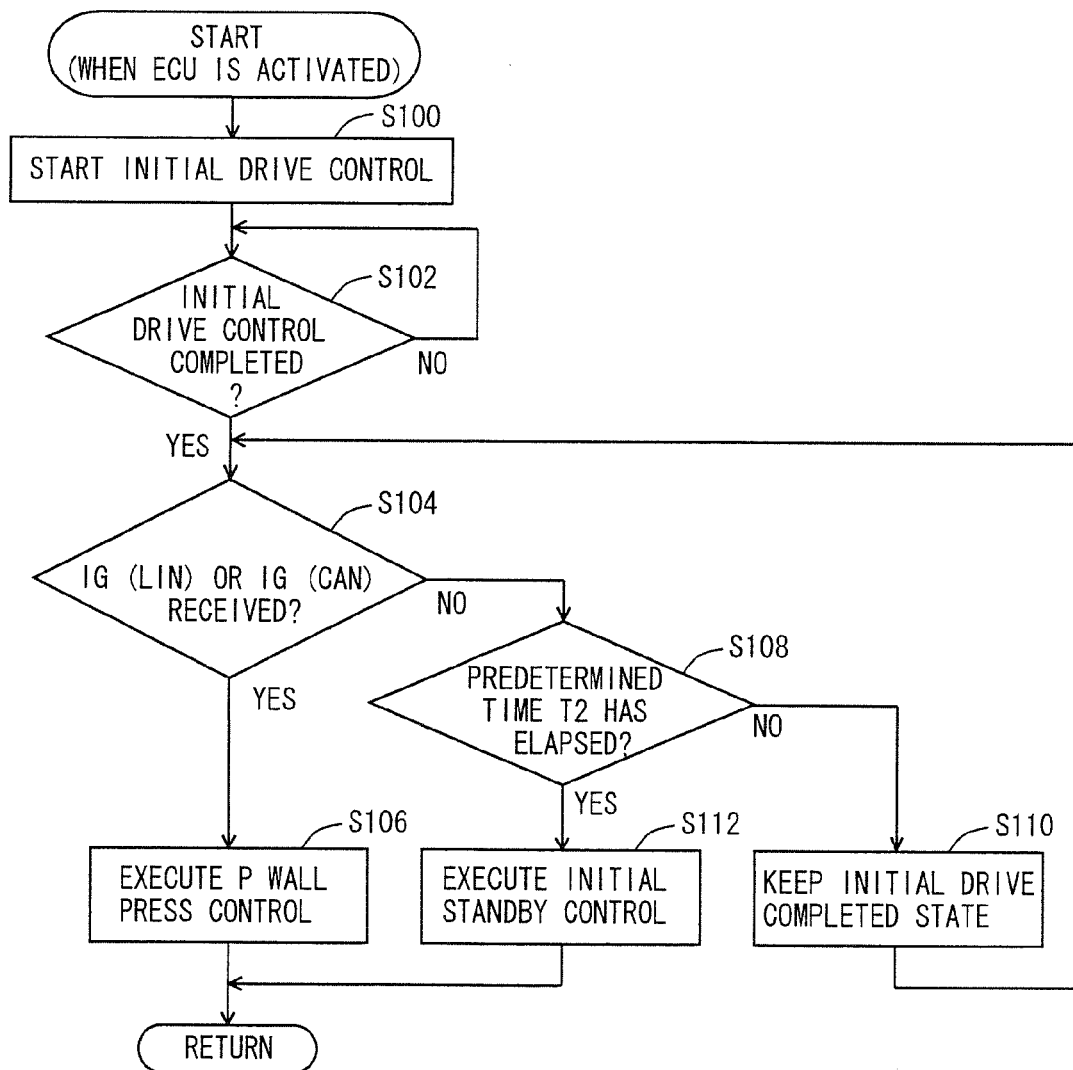 START
(WHEN ECU IS ACTIVATED)
S100
START INITIAL DRIVE CONTROL
S102
INITIAL
DRIVE CONTROL
COMPLETED
?
NO
YES
S104
IG (LIN) OR IG (CAN)
RECEIVED?
NO
YES
S108
PREDETERMINED
TIME T2 HAS
ELAPSED?
NO
YES
S106
EXECUTE P WALL
PRESS CONTROL
S112
EXECUTE INITIAL
STANDBY CONTROL
S110
KEEP INITIAL DRIVE
COMPLETED STATE
RETURN